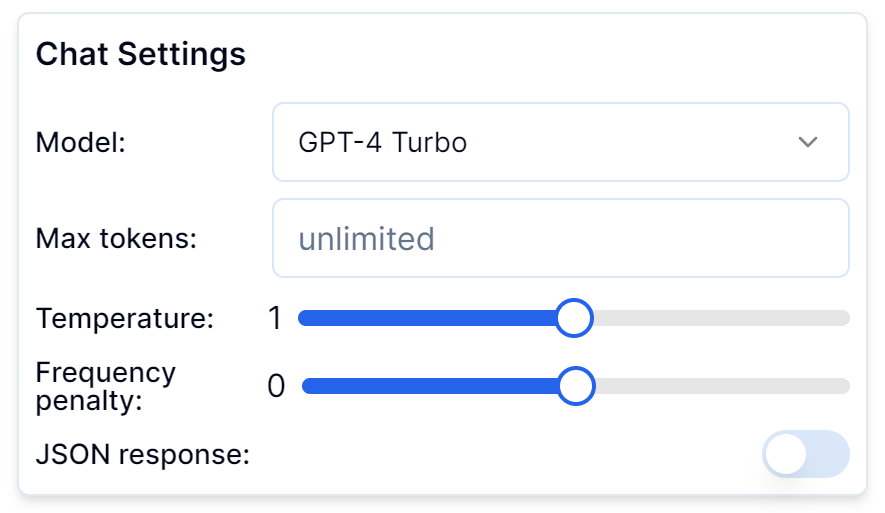 Chat Settings
Model: GPT-4 Turbo
Max tokens: unlimited
Temperature: 1
Frequency
penalty: 0
JSON response: